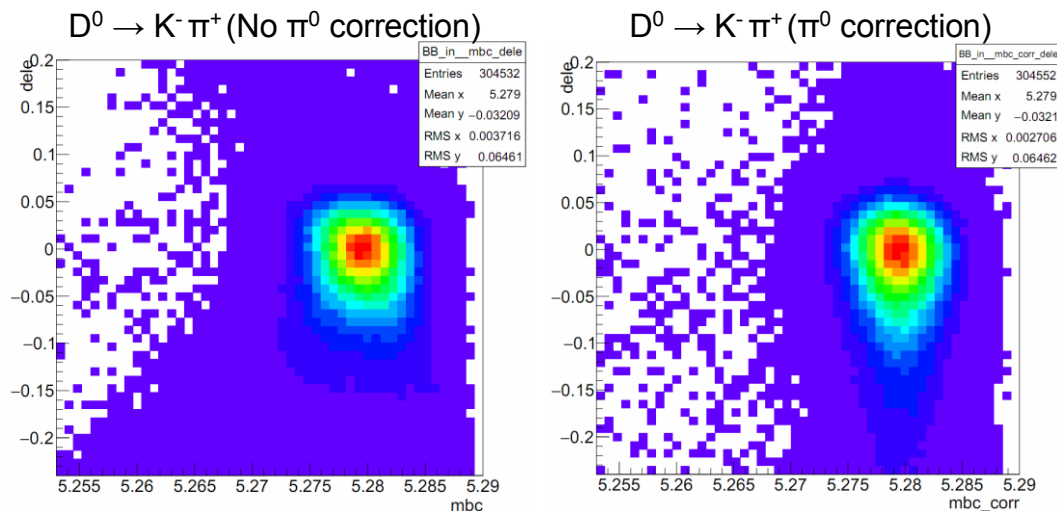 D⁰ → K⁻ π⁺ (No π⁰ correction)
BB_in__mbc_dele
Entries 304532
Mean x 5.279
Mean y −0.03209
RMS x 0.003716
RMS y 0.06461
dele
0.2
0.15
0.1
0.05
0
−0.05
−0.1
−0.15
−0.2
5.255 5.26 5.265 5.27 5.275 5.28 5.285 5.29
mbc
D⁰ → K⁻ π⁺ (π⁰ correction)
BB_in__mbc_corr_dele
Entries 304552
Mean x 5.279
Mean y −0.0321
RMS x 0.002706
RMS y 0.06462
dele
0.2
0.15
0.1
0.05
0
−0.05
−0.1
−0.15
−0.2
5.255 5.26 5.265 5.27 5.275 5.28 5.285 5.29
mbc_corr